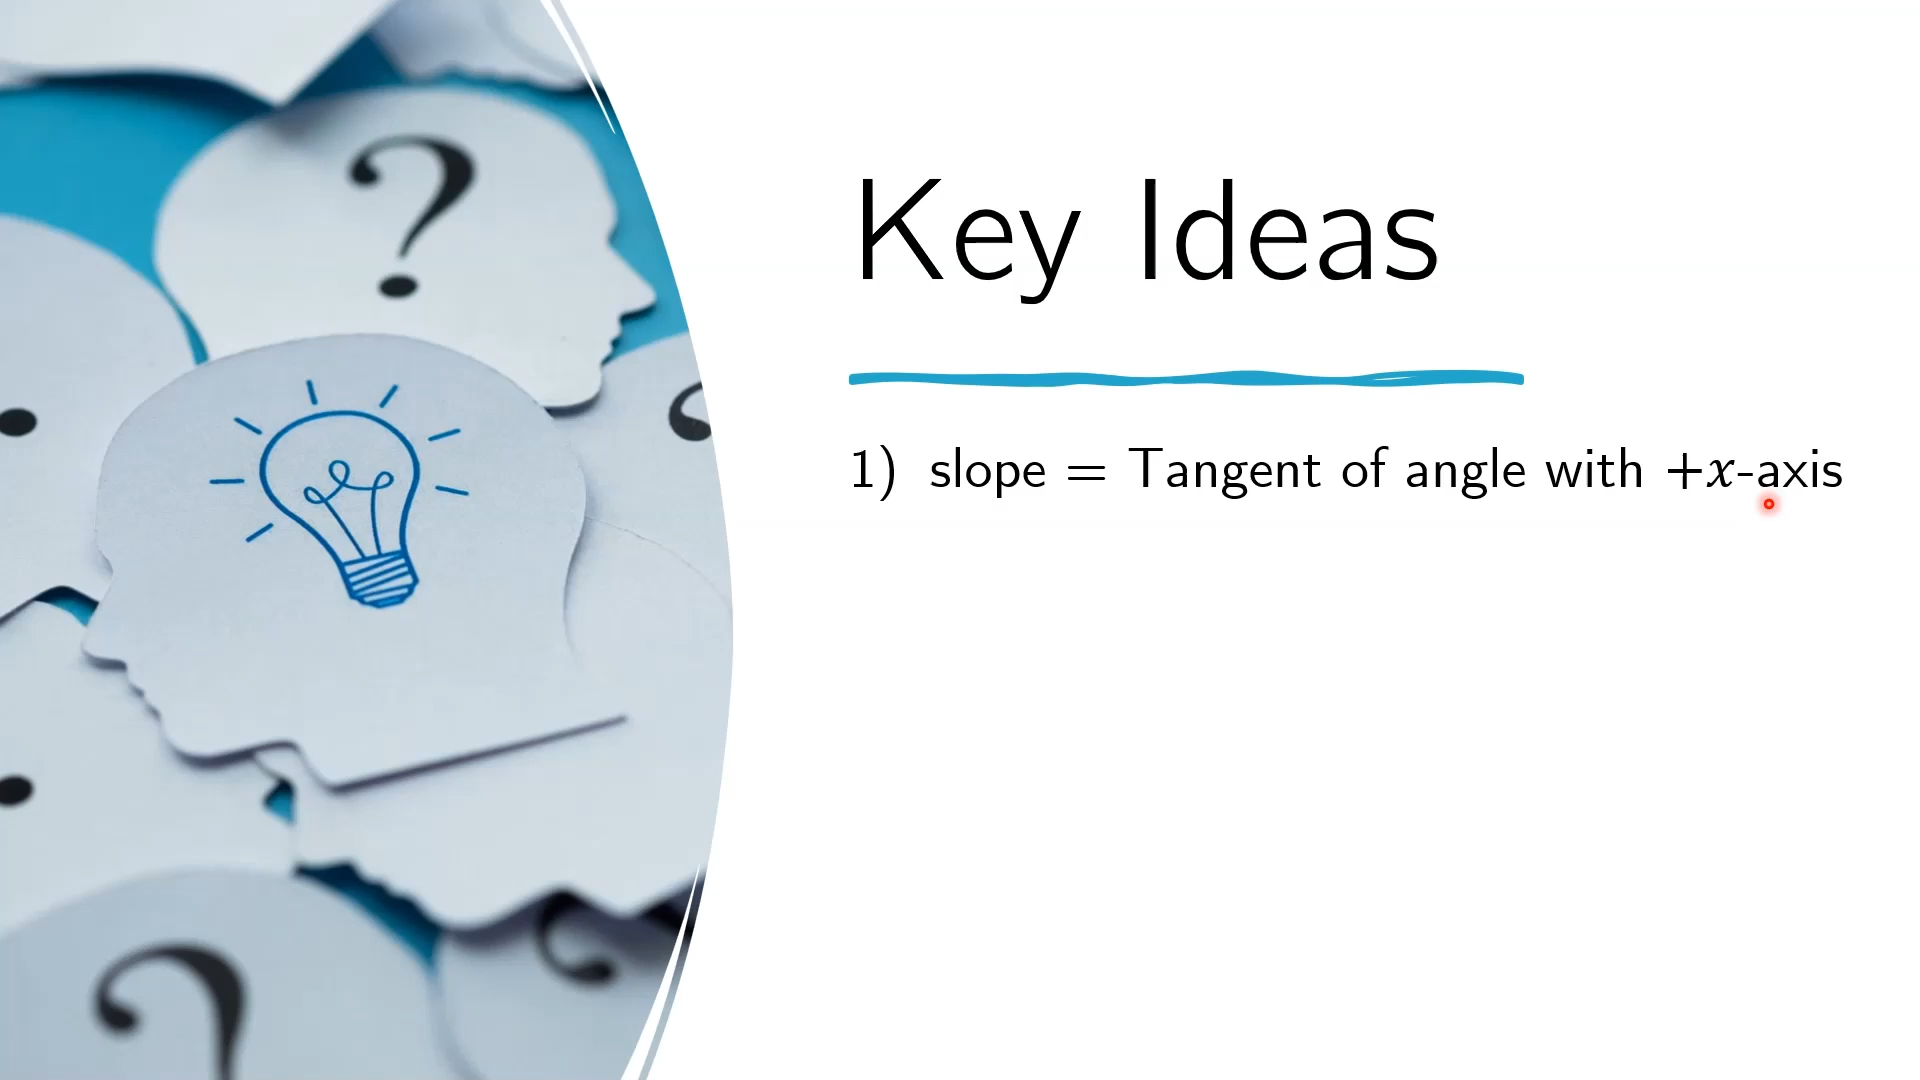 Key Ideas
1) slope = Tangent of angle with +x-axis
?
?